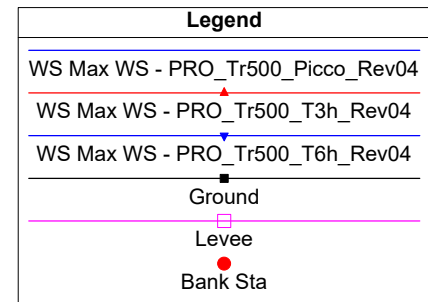 Legend
WS Max WS - PRO_Tr500_Picco_Rev04
WS Max WS - PRO_Tr500_T3h_Rev04
WS Max WS - PRO_Tr500_T6h_Rev04
Ground
Levee
Bank Sta